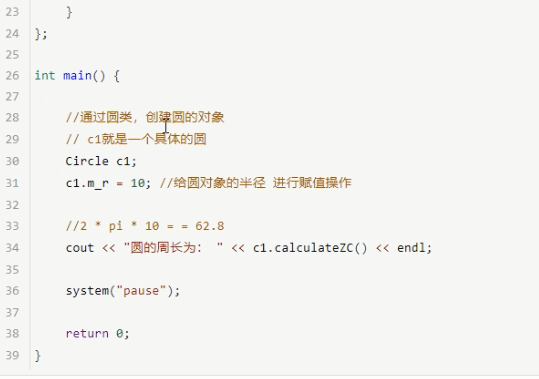 23 }
24 };
25
26 int main() {
27
28 //通过圆类，创建圆的对象
29 // c1就是一个具体的圆
30 Circle c1;
31 c1.m_r = 10; //给圆对象的半径 进行赋值操作
32
33 //2 * pi * 10 = = 62.8
34 cout << "圆的周长为： " << c1.calculateZC() << endl;
35
36 system("pause");
37
38 return 0;
39 }